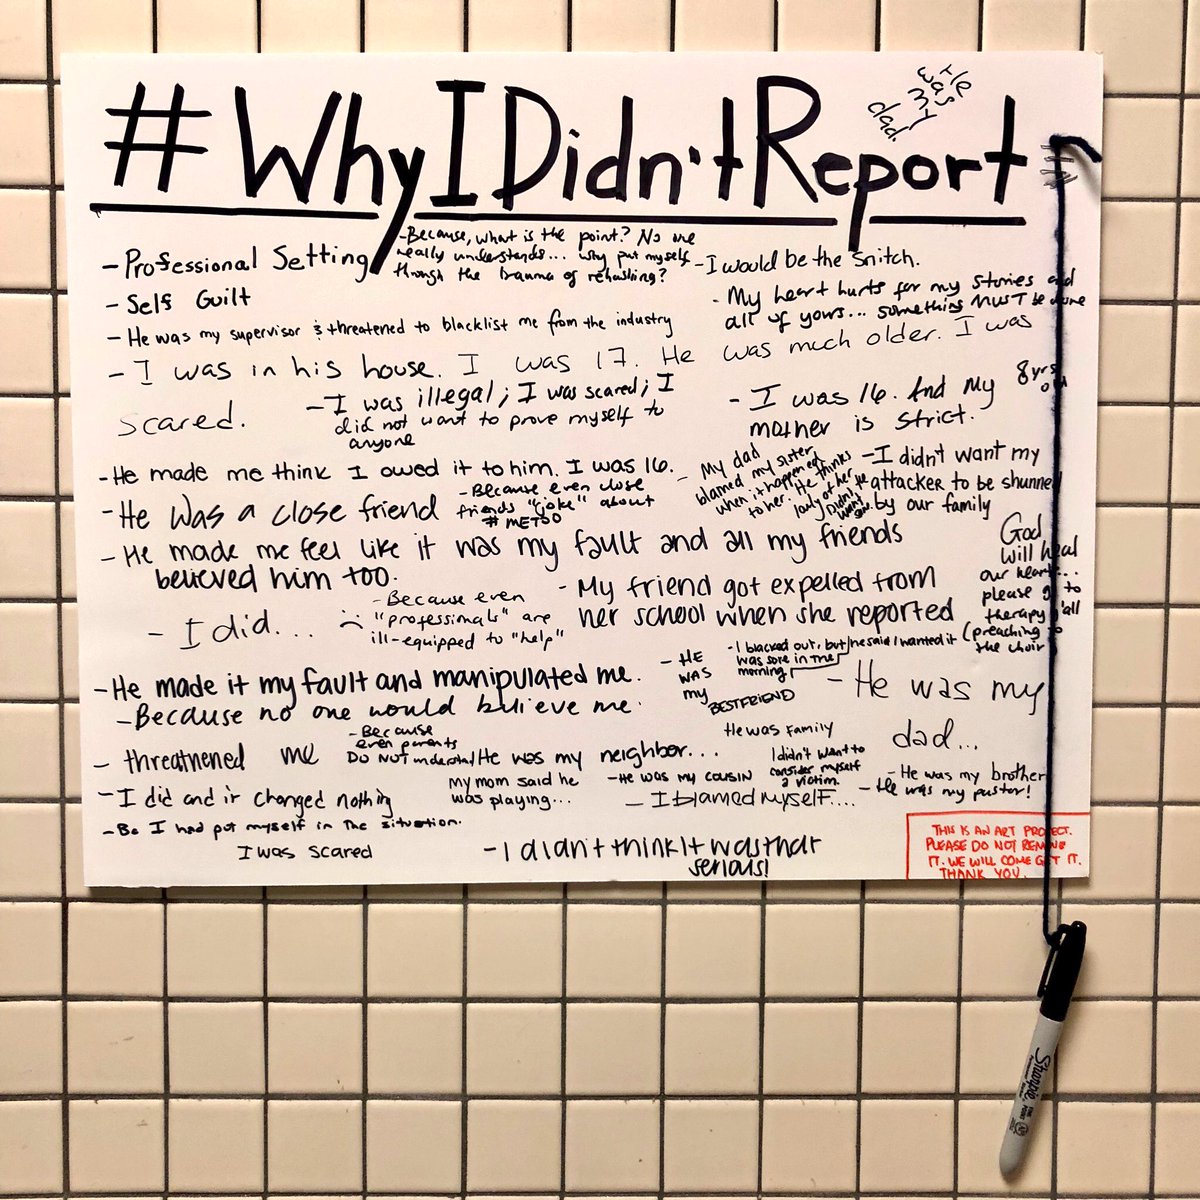 #WhyIDidn'tReport
He
was
my
dad.
- Professional Setting
- Because, what is the point? No one
really understands... why put myself
through the trauma of rehashing?
- I would be the snitch.
- Self Guilt
- My heart hurts for my stories and
all of yours... something MUST be done
- He was my supervisor & threatened to blacklist me from the industry
- I was in his house. I was 17. He was much older. I was
scared.
8 yrs
old
- I was illegal; I was scared; I
did not want to prove myself to
anyone
- I was 16. And my
mother is strict.
- He made me think I owed it to him. I was 16.
- My dad
blamed my sister
when it happened
to her. He thinks
lowly of her
Didn't
want
- I didn't want my
attacker to be shunned
by our family
- He was a close friend
- Because even close
friends "joke" about
#METOO
- He made me feel like it was my fault and all my friends
believed him too.
God
will heal
our hearts...
please go to
therapy y'all
(preaching to
the choir
- My friend got expelled from
her school when she reported
- I did...
- Because even
"professionals" are
ill-equipped to "help"
- He made it my fault and manipulated me.
- HE
WAS
my
BESTFRIEND
- I blacked out, but he said I wanted it
was sore in the
morning
- He was my
dad...
- Because no one would believe me.
- threatnened me
- Because
even parents
DO NOT understand
He was my neighbor...
He was Family
- I did and it changed nothing
my mom said he
was playing...
- He was my cousin
I didn't want to
consider myself
a victim.
- He was my brother
- He was my pastor!
- I blamed myself....
- Bc I had put myself in the situation.
I was scared
- I didn't think It was that
serious!
THIS IS AN ART PROJECT.
PLEASE DO NOT REMOVE
IT. WE WILL COME GET IT.
THANK YOU.
Sharpie